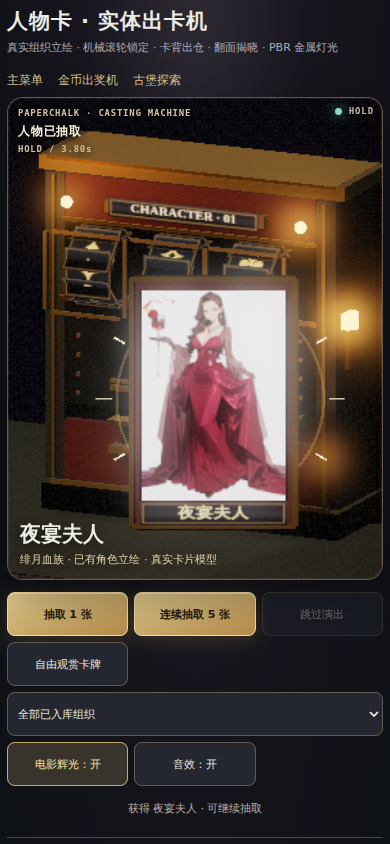 人物卡 · 实体出卡机
真实组织立绘 · 机械滚轮锁定 · 卡背出仓 · 翻面揭晓 · PBR 金属灯光
主菜单 金币出奖机 古堡探索
PAPERCHALK · CASTING MACHINE
HOLD
人物已抽取
HOLD / 3.80s
CHARACTER · 01
夜宴夫人
夜宴夫人
绯月血族 · 已有角色立绘 · 真实卡片模型
抽取 1 张 连续抽取 5 张 跳过演出
自由观赏卡牌
全部已入库组织
电影辉光：开 音效：开
获得 夜宴夫人 · 可继续抽取